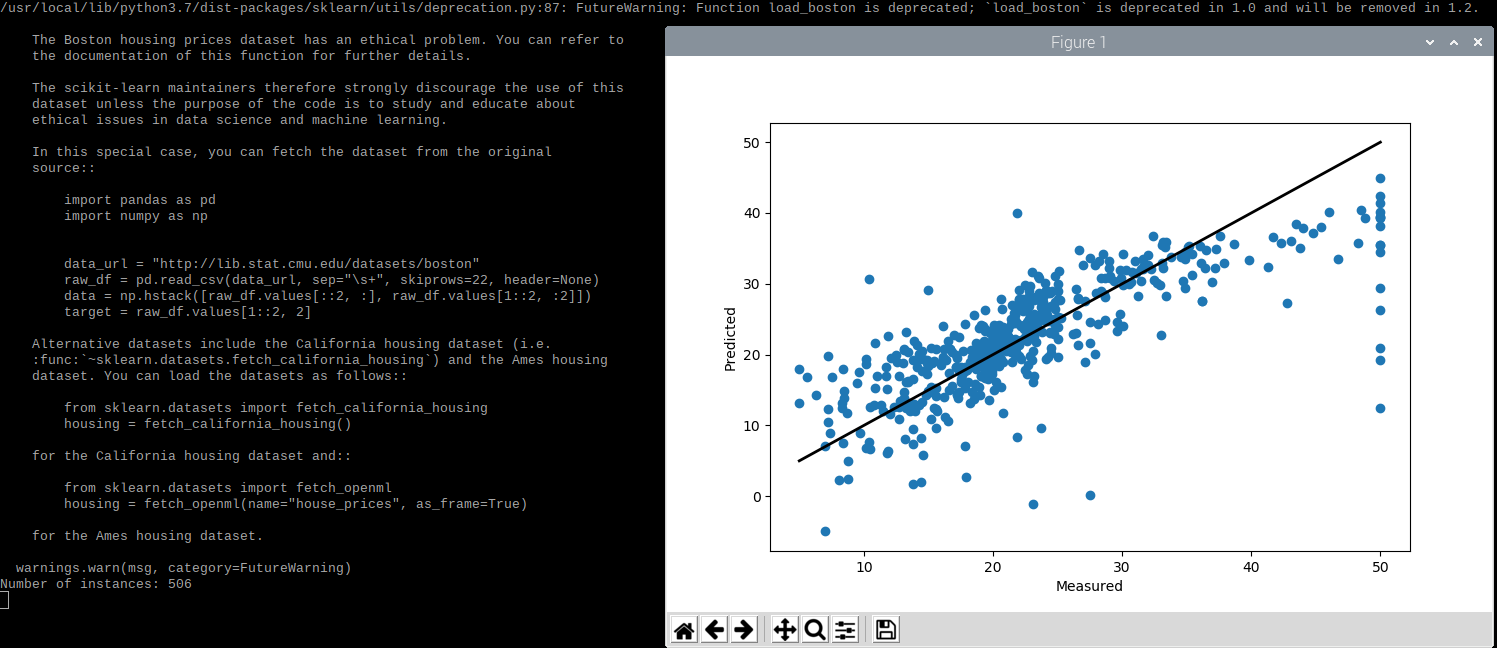 /usr/local/lib/python3.7/dist-packages/sklearn/utils/deprecation.py:87: FutureWarning: Function load_boston is deprecated; `load_boston` is deprecated in 1.0 and will be removed in 1.2.
The Boston housing prices dataset has an ethical problem. You can refer to
the documentation of this function for further details.
The scikit-learn maintainers therefore strongly discourage the use of this
dataset unless the purpose of the code is to study and educate about
ethical issues in data science and machine learning.
In this special case, you can fetch the dataset from the original
source::
import pandas as pd
import numpy as np
data_url = "http://lib.stat.cmu.edu/datasets/boston"
raw_df = pd.read_csv(data_url, sep="\s+", skiprows=22, header=None)
data = np.hstack([raw_df.values[::2, :], raw_df.values[1::2, :2]])
target = raw_df.values[1::2, 2]
Alternative datasets include the California housing dataset (i.e.
:func:`~sklearn.datasets.fetch_california_housing`) and the Ames housing
dataset. You can load the datasets as follows::
from sklearn.datasets import fetch_california_housing
housing = fetch_california_housing()
for the California housing dataset and::
from sklearn.datasets import fetch_openml
housing = fetch_openml(name="house_prices", as_frame=True)
for the Ames housing dataset.
warnings.warn(msg, category=FutureWarning)
Number of instances: 506
Figure 1
50
40
30
20
10
0
Predicted
10 20 30 40 50
Measured